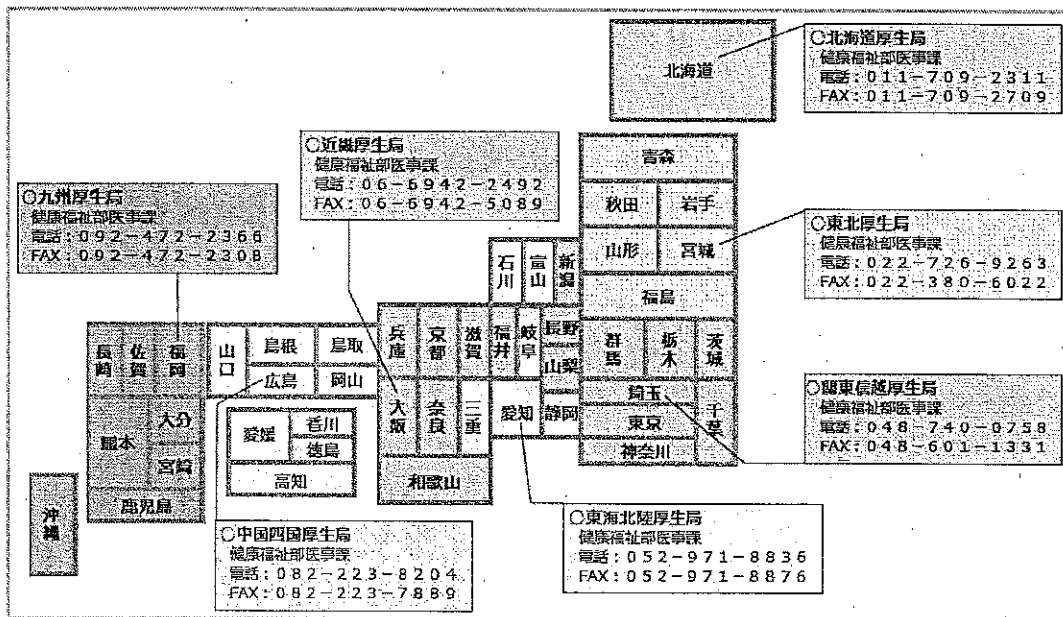 北海道
○北海道厚生局
健康福祉部医事課
電話：011－709－2311
FAX：011－709－2709
○近畿厚生局
健康福祉部医事課
電話：06－6942－2492
FAX：06－6942－5089
○九州厚生局
健康福祉部医事課
電話：092－472－2366
FAX：092－472－2308
青森
秋田
岩手
山形
宮城
福島
○東北厚生局
健康福祉部医事課
電話：022－726－9263
FAX：022－380－6022
石川
富山
新潟
長崎
佐賀
福岡
山口
島根
鳥取
広島
岡山
兵庫
京都
滋賀
福井
岐阜
長野
山梨
群馬
栃木
茨城
大分
熊本
宮崎
鹿児島
沖縄
愛媛
香川
徳島
高知
大阪
奈良
三重
和歌山
愛知
静岡
埼玉
東京
神奈川
千葉
○関東信越厚生局
健康福祉部医事課
電話：048－740－0758
FAX：048－601－1331
○中国四国厚生局
健康福祉部医事課
電話：082－223－8204
FAX：082－223－7889
○東海北陸厚生局
健康福祉部医事課
電話：052－971－8836
FAX：052－971－8876